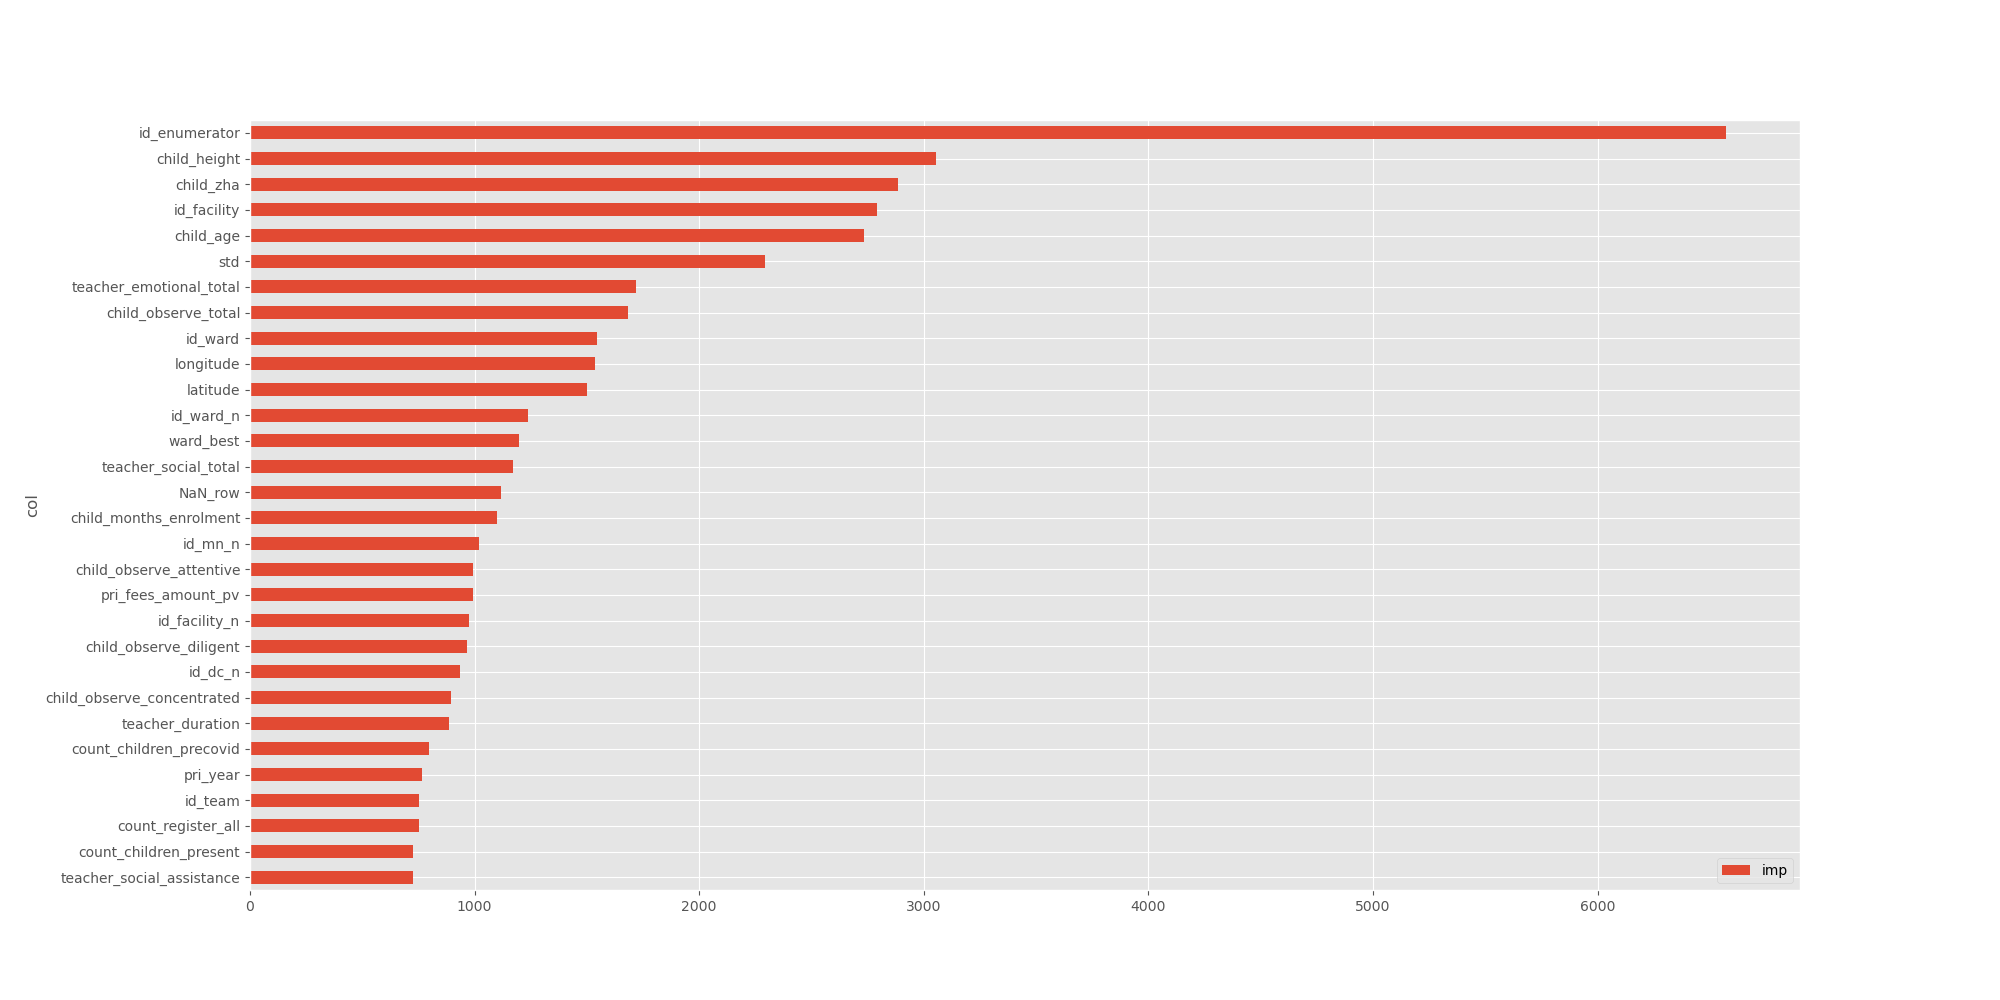 id_enumerator
child_height
child_zha
id_facility
child_age
std
teacher_emotional_total
child_observe_total
id_ward
longitude
latitude
id_ward_n
ward_best
teacher_social_total
NaN_row
child_months_enrolment
id_mn_n
child_observe_attentive
pri_fees_amount_pv
id_facility_n
child_observe_diligent
id_dc_n
child_observe_concentrated
teacher_duration
count_children_precovid
pri_year
id_team
count_register_all
count_children_present
teacher_social_assistance
col
imp
0 1000 2000 3000 4000 5000 6000